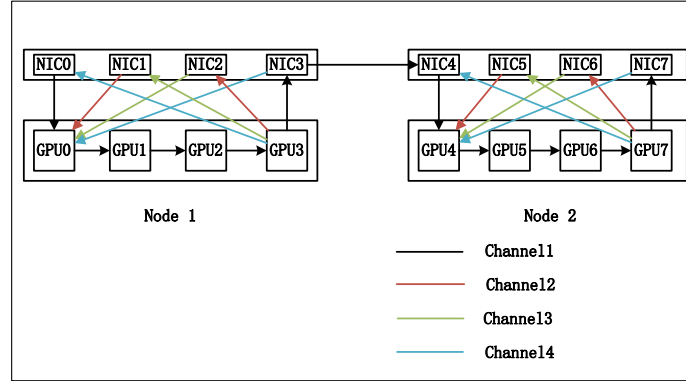 NIC0 NIC1 NIC2 NIC3 NIC4 NIC5 NIC6 NIC7
GPU0 GPU1 GPU2 GPU3 GPU4 GPU5 GPU6 GPU7
Node 1 Node 2
Channel1
Channel2
Channel3
Channel4